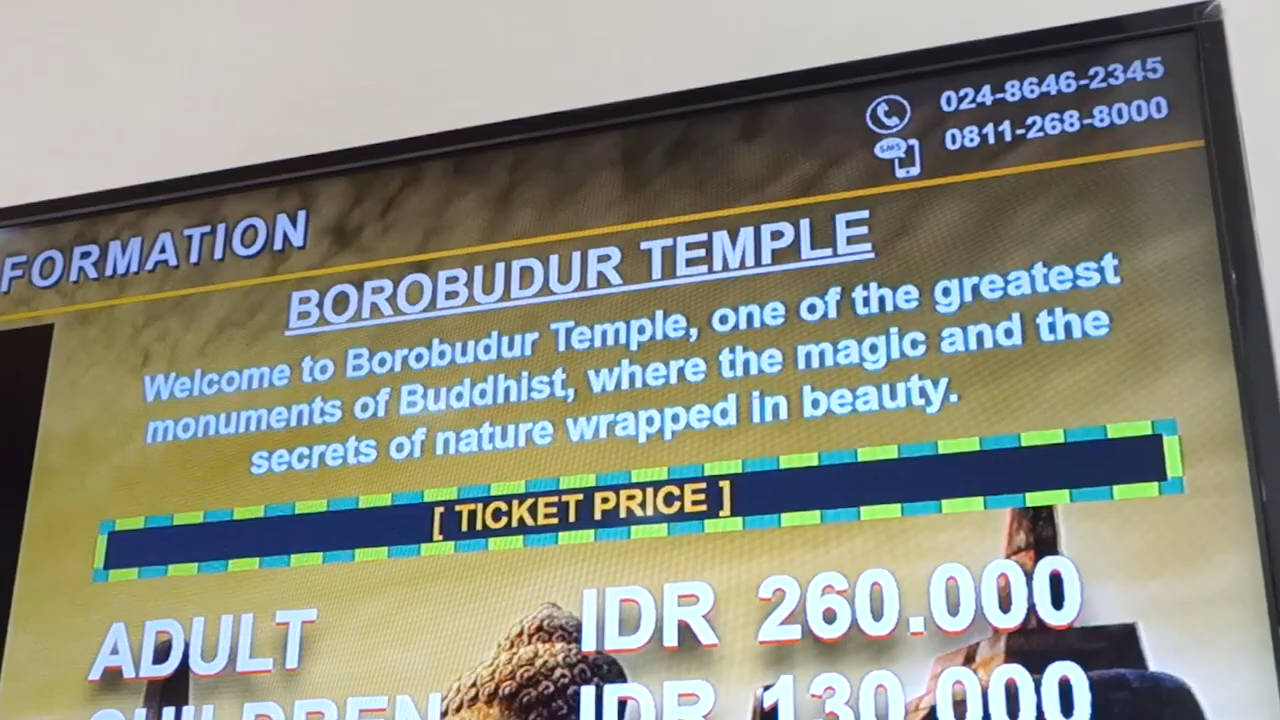 024-8646-2345
SMS
0811-268-8000
FORMATION
BOROBUDUR TEMPLE
Welcome to Borobudur Temple, one of the greatest
monuments of Buddhist, where the magic and the
secrets of nature wrapped in beauty.
[ TICKET PRICE ]
ADULT IDR 260.000
CHILDREN IDR 130.000